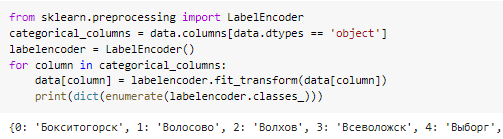 from sklearn.preprocessing import LabelEncoder
categorical_columns = data.columns[data.dtypes == 'object']
labelencoder = LabelEncoder()
for column in categorical_columns:
    data[column] = labelencoder.fit_transform(data[column])
    print(dict(enumerate(labelencoder.classes_)))
{0: 'Бокситогорск', 1: 'Волосово', 2: 'Волхов', 3: 'Всеволожск', 4: 'Выборг',